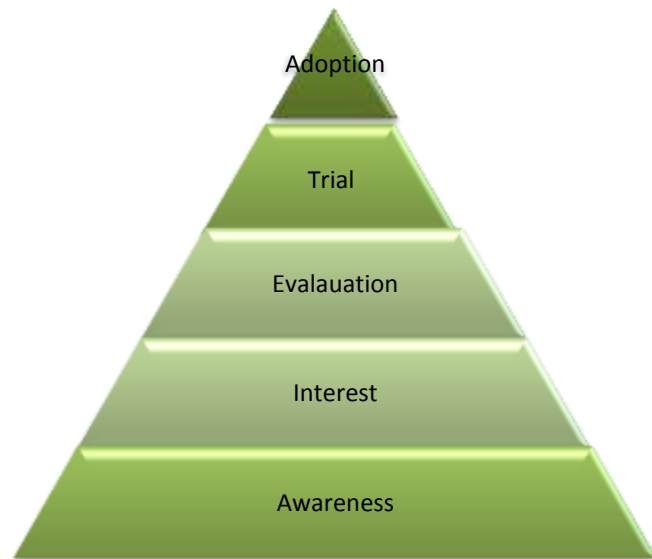 Adoption
Trial
Evalauation
Interest
Awareness